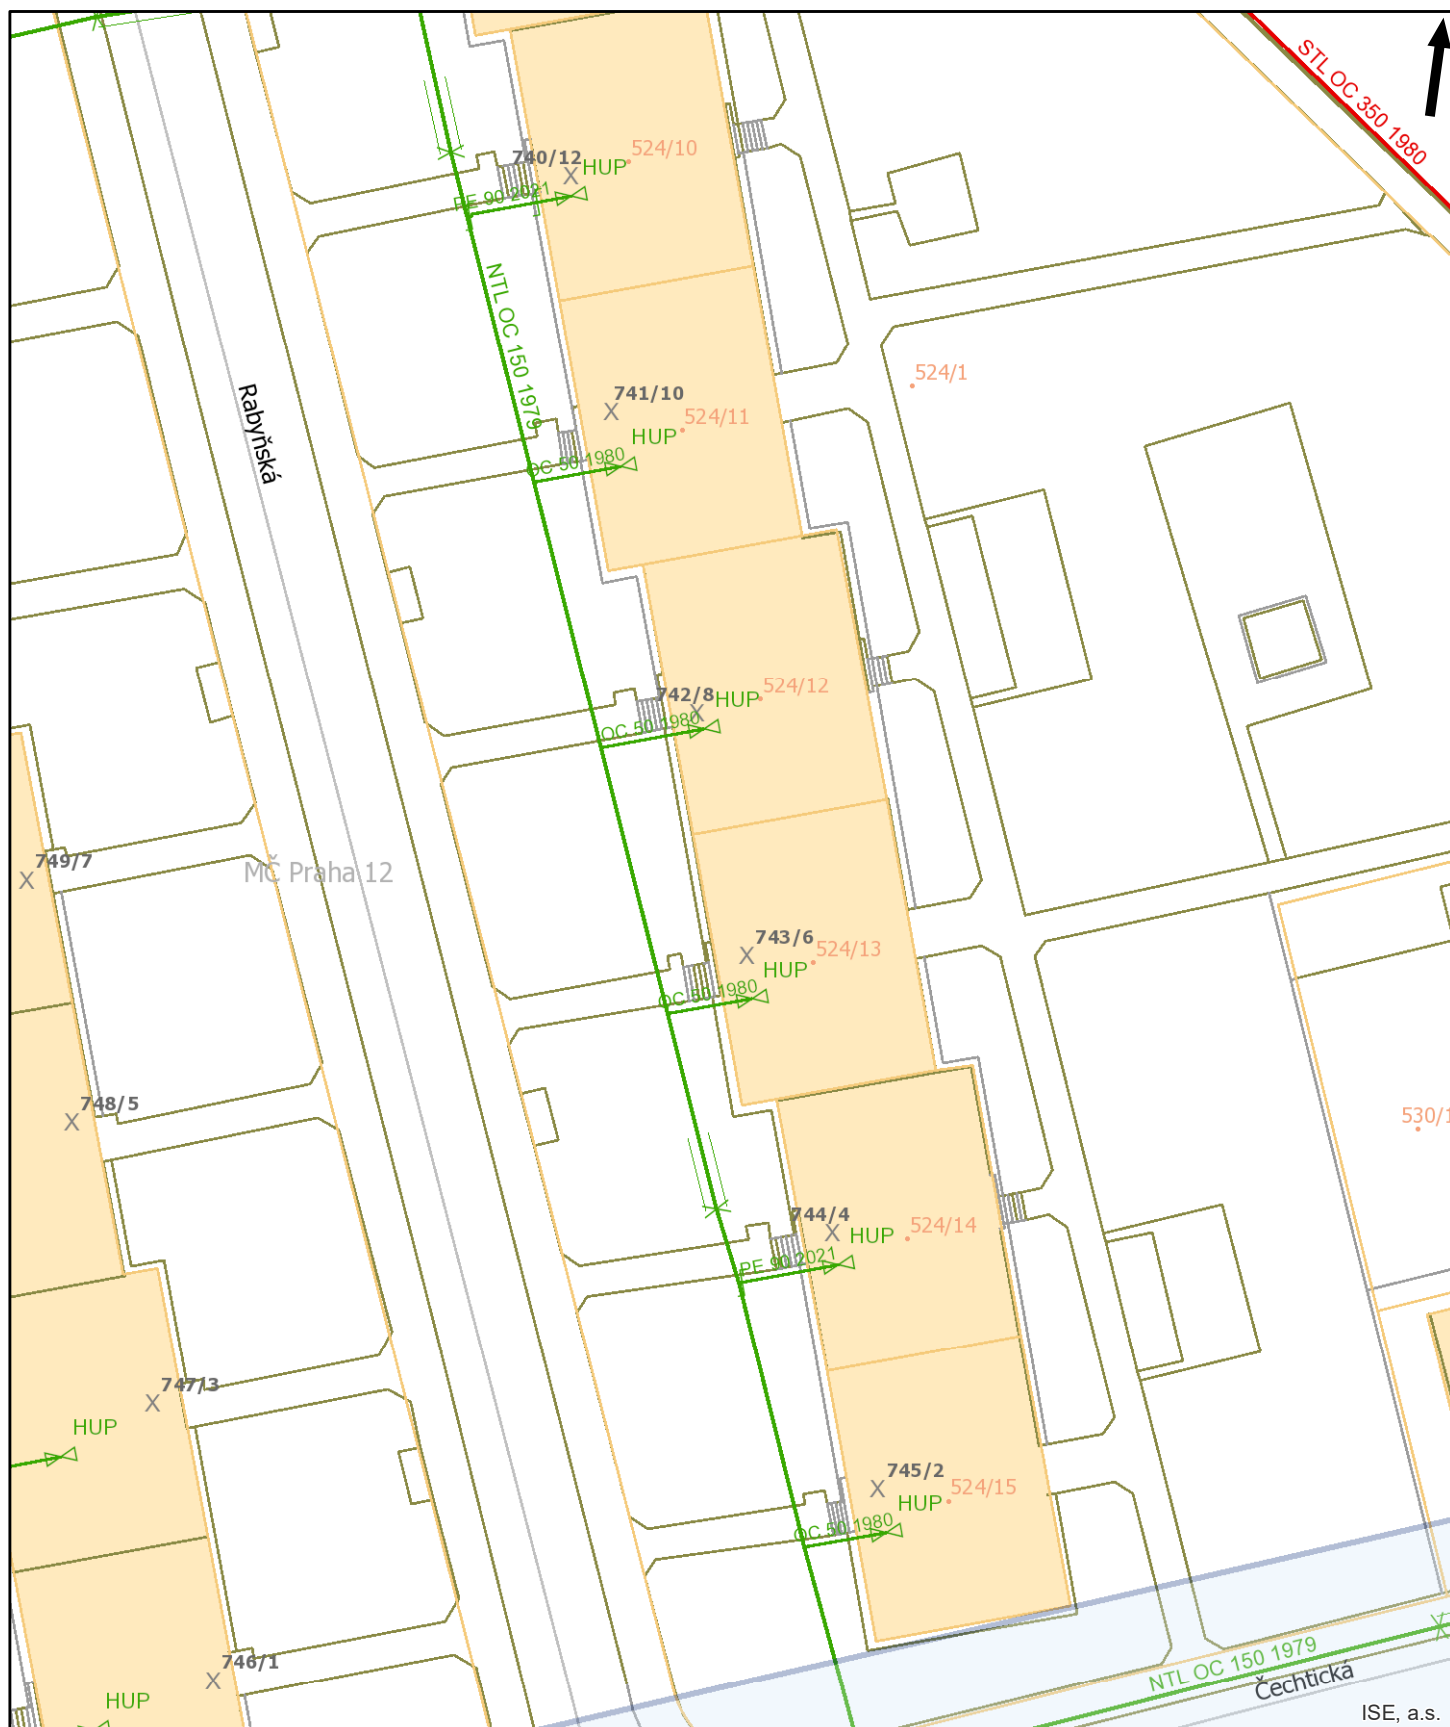 STL OC 350 1980
740/12
HUP
524/10
PE 90 2021
NTL OC 150 1979
524/1
Rabyňská
741/10
HUP
524/11
OC 50 1980
742/8
HUP
524/12
OC 50 1980
749/7
MČ Praha 12
743/6
HUP
524/13
OC 50 1980
748/5
530/1
744/4
HUP
524/14
PE 90 2021
747/3
HUP
745/2
HUP
524/15
OC 50 1980
746/1
HUP
NTL OC 150 1979
Čechtická
ISE, a.s.